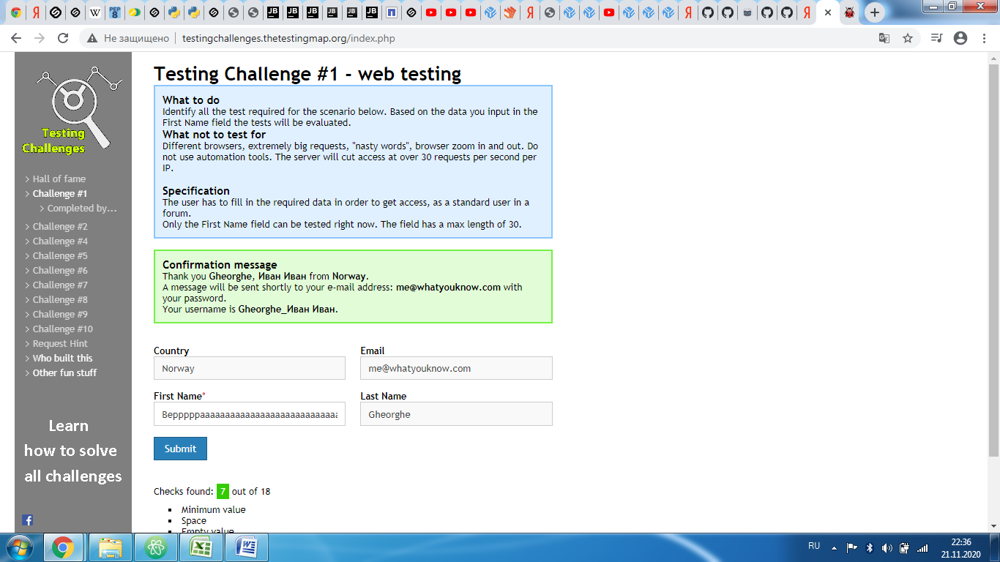 Не защищено
testingchallenges.thetestingmap.org/index.php
Testing
Challenges
Hall of fame
Challenge #1
Completed by...
Challenge #2
Challenge #4
Challenge #5
Challenge #6
Challenge #7
Challenge #8
Challenge #9
Challenge #10
Request Hint
Who built this
Other fun stuff
Learn
how to solve
all challenges
Testing Challenge #1 - web testing
What to do
Identify all the test required for the scenario below. Based on the data you input in the
First Name field the tests will be evaluated.
What not to test for
Different browsers, extremely big requests, "nasty words", browser zoom in and out. Do
not use automation tools. The server will cut access at over 30 requests per second per
IP.
Specification
The user has to fill in the required data in order to get access, as a standard user in a
forum.
Only the First Name field can be tested right now. The field has a max length of 30.
Confirmation message
Thank you Gheorghe, Иван Иван from Norway.
A message will be sent shortly to your e-mail address: me@whatyouknow.com with
your password.
Your username is Gheorghe_Иван Иван.
Country
Email
Norway
me@whatyouknow.com
First Name*
Last Name
Gheorghe
Submit
Checks found: 7 out of 18
Minimum value
Space
Empty value
RU
22:36
21.11.2020